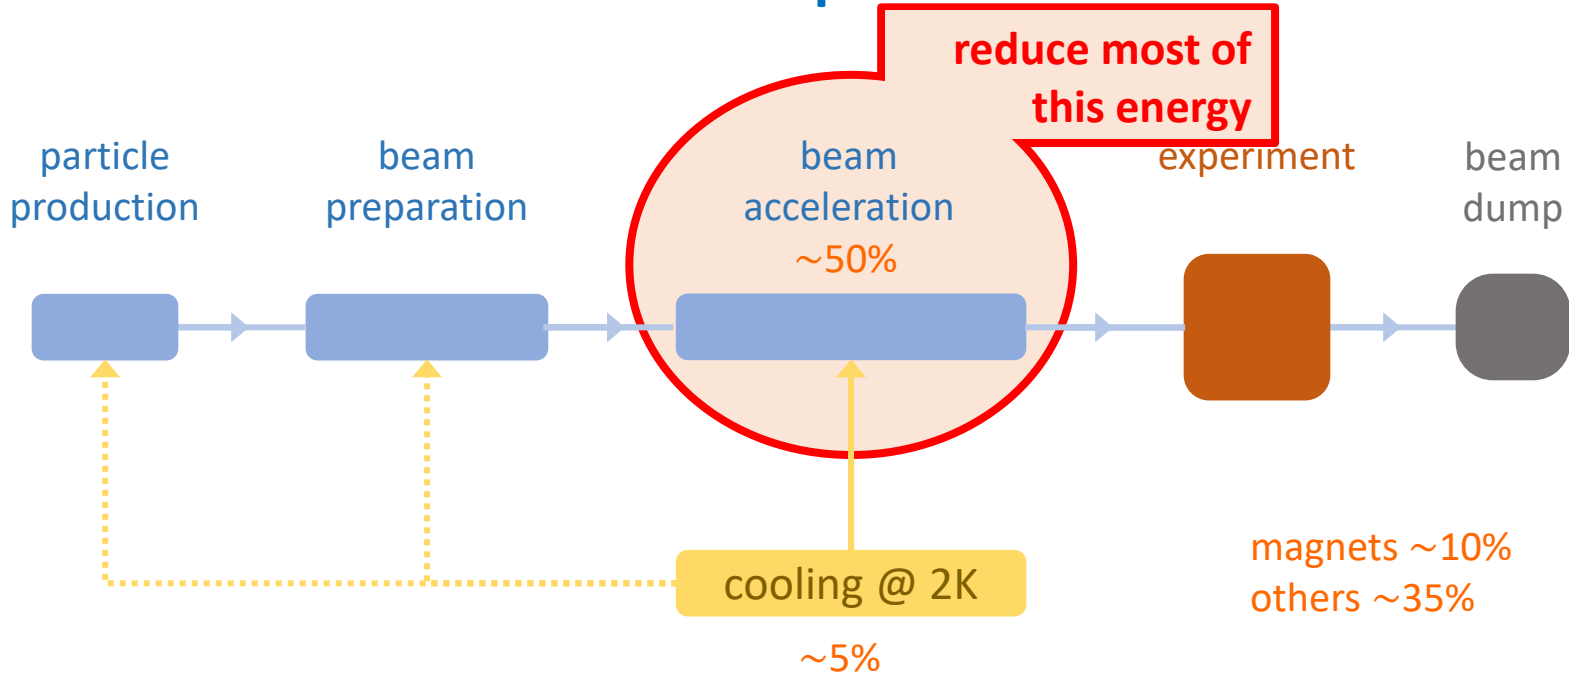 reduce most of
this energy
particle
production
beam
preparation
beam
acceleration
~50%
experiment
beam
dump
cooling @ 2K
~5%
magnets ~10%
others ~35%